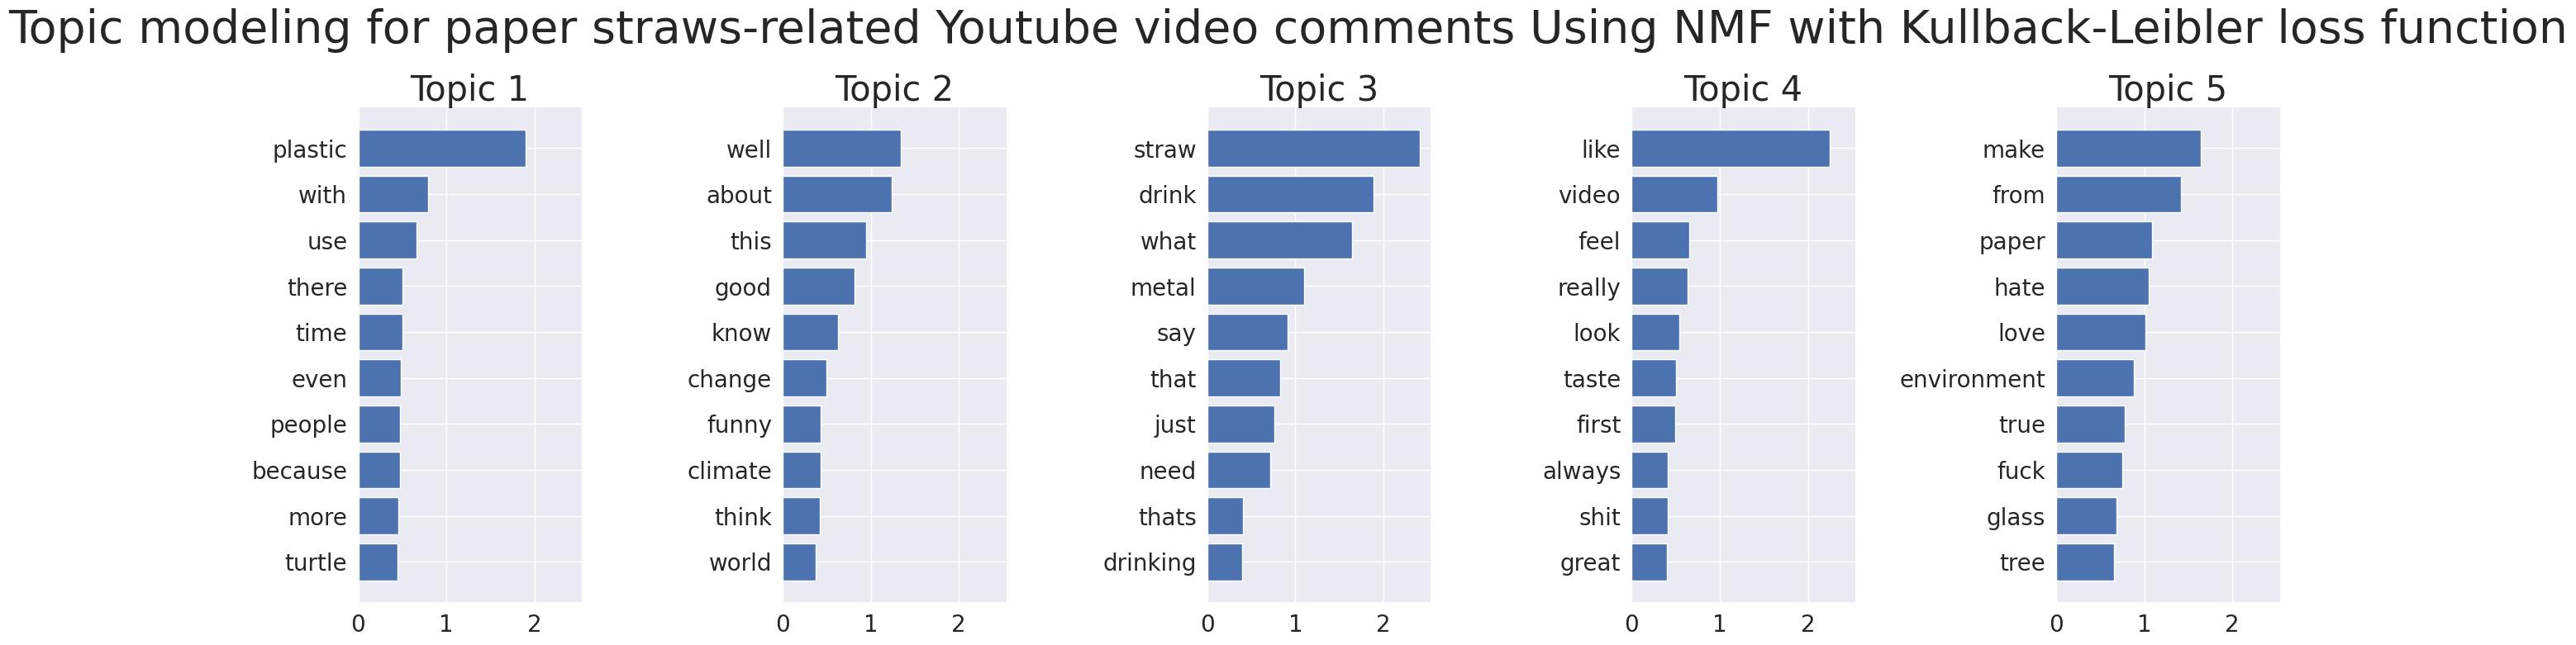 Topic modeling for paper straws-related Youtube video comments Using NMF with Kullback-Leibler loss function
Topic 1
plastic
with
use
there
time
even
people
because
more
turtle
0 1 2
Topic 2
well
about
this
good
know
change
funny
climate
think
world
0 1 2
Topic 3
straw
drink
what
metal
say
that
just
need
thats
drinking
0 1 2
Topic 4
like
video
feel
really
look
taste
first
always
shit
great
0 1 2
Topic 5
make
from
paper
hate
love
environment
true
fuck
glass
tree
0 1 2